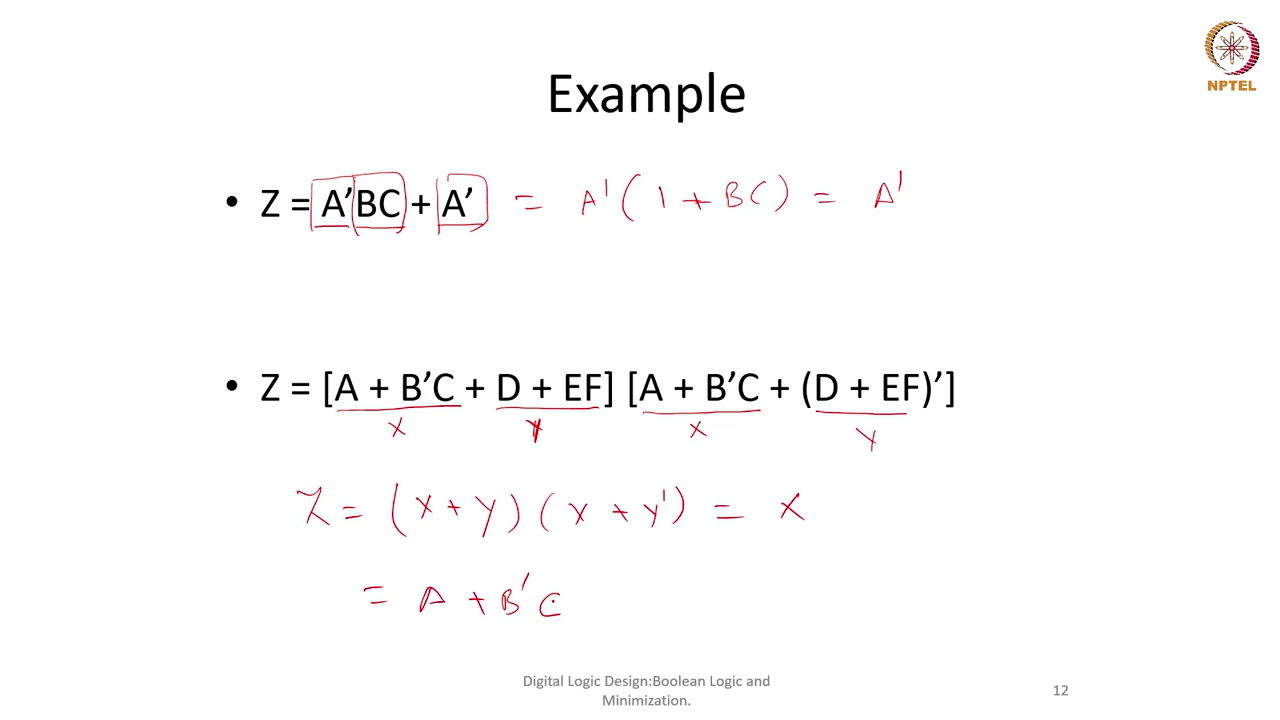 NPTEL
Example
• Z = A’BC + A’ = A' (1 + BC) = A'
• Z = [A + B’C + D + EF] [A + B’C + (D + EF)’]
X Y X Y
Z = (X + Y) (X + Y') = X
= A + B'C
Digital Logic Design:Boolean Logic and
Minimization.
12